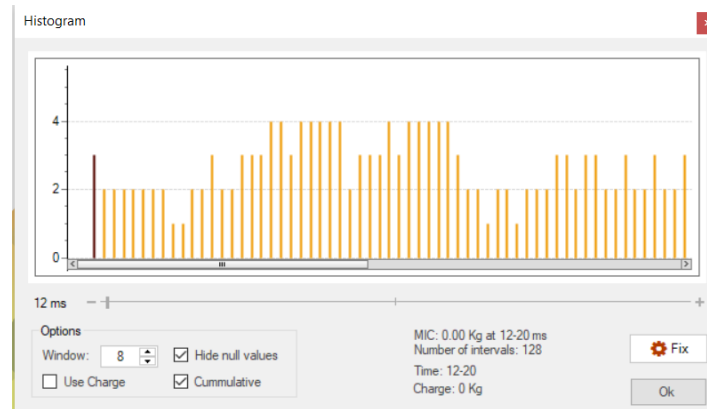 Histogram
4
2
0
12 ms
Options
Window: 8
Hide null values
Use Charge
Cummulative
MIC: 0.00 Kg at 12-20 ms
Number of intervals: 128
Time: 12-20
Charge: 0 Kg
Fix
Ok